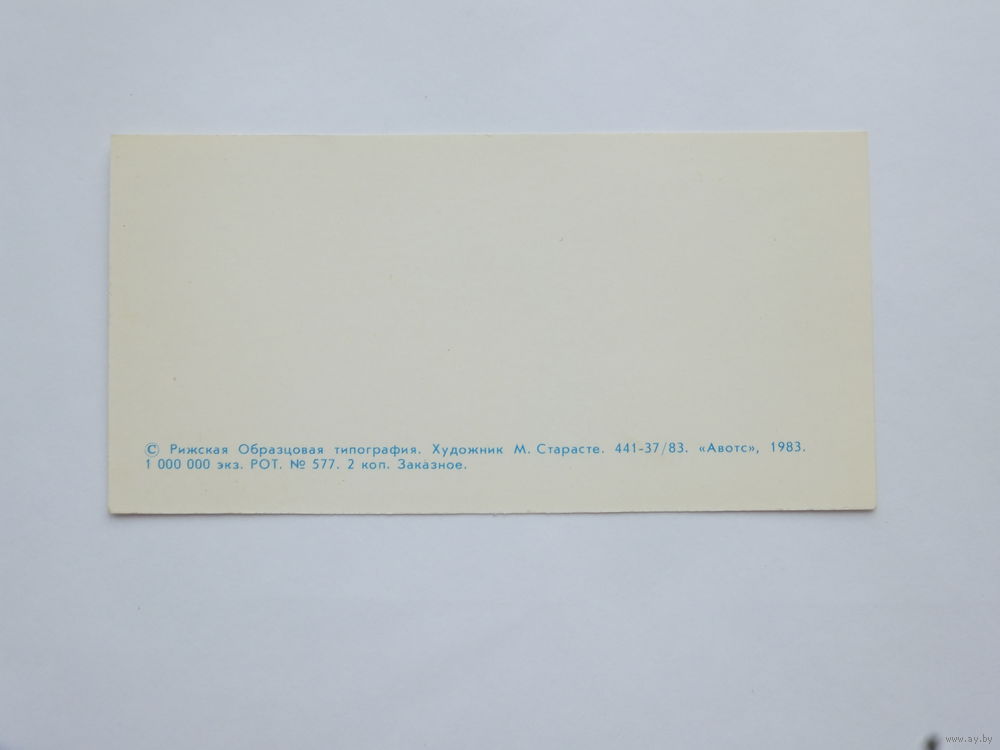 © Рижская Образцовая типография. Художник М. Старасте. 441-37/83. «Авотс», 1983.
1 000 000 экз. РОТ. № 577. 2 коп. Заказное.
www.ay.by